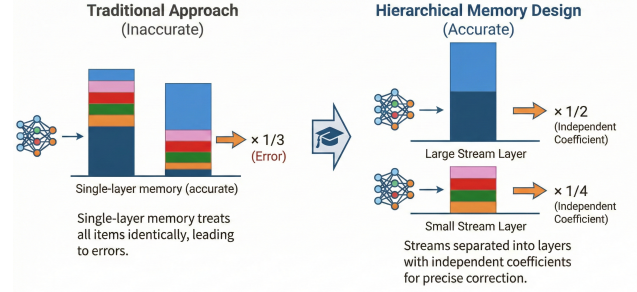 Traditional Approach
(Inaccurate)
× 1/3
(Error)
Single-layer memory (accurate)
Single-layer memory treats
all items identically, leading
to errors.
Hierarchical Memory Design
(Accurate)
× 1/2
(Independent
Coefficient)
Large Stream Layer
× 1/4
(Independent
Coefficient)
Small Stream Layer
Streams separated into layers
with independent coefficients
for precise correction.